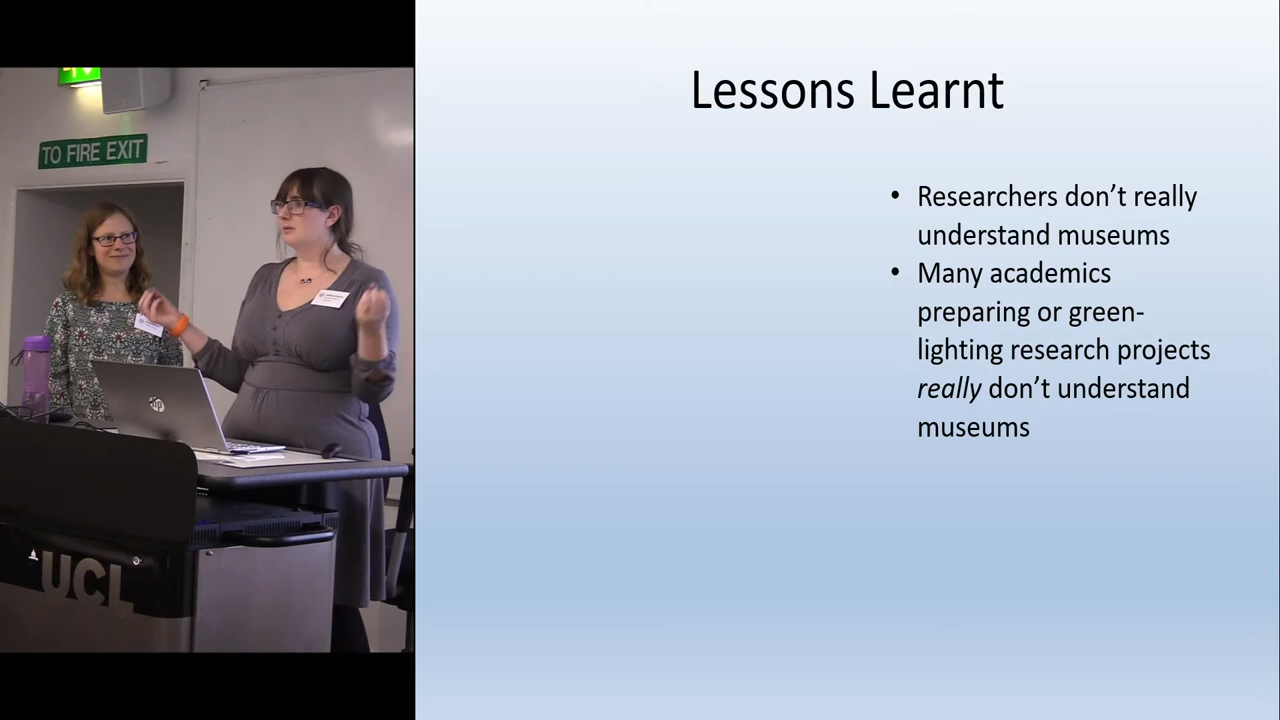 TO FIRE EXIT
hp
UCL
Lessons Learnt
• Researchers don’t really
understand museums
• Many academics
preparing or green-
lighting research projects
really don’t understand
museums